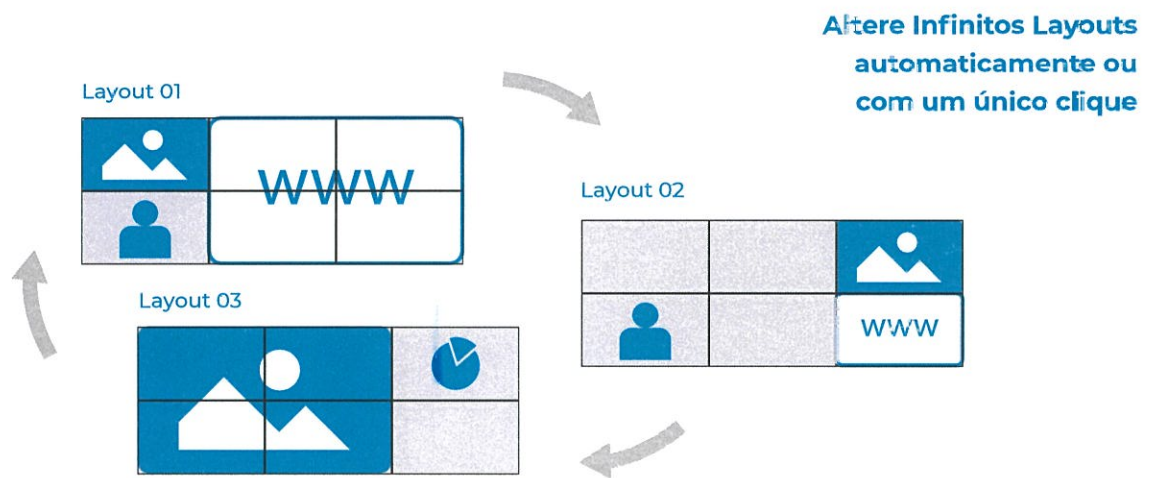 Altere Infinitos Layouts
automaticamente ou
com um único clique
Layout 01
www
Layout 02
www
Layout 03